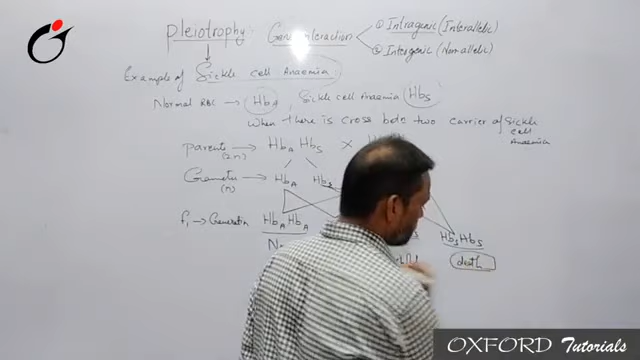 Pleiotrophy: Gene interaction ① Intragenic (Interallelic)
② Intergenic (Nonallelic)
Example of Sickle cell Anaemia
Normal RBC → HbA, Sickle cell Anaemia HbS
When there is cross betn two carrier of Sickle cell Anaemia
parents → HbA HbS ×
(2n)
Gametes → HbA HbS
(n)
F₁ → Generation HbA HbA HbS HbS
death
OXFORD Tutorials